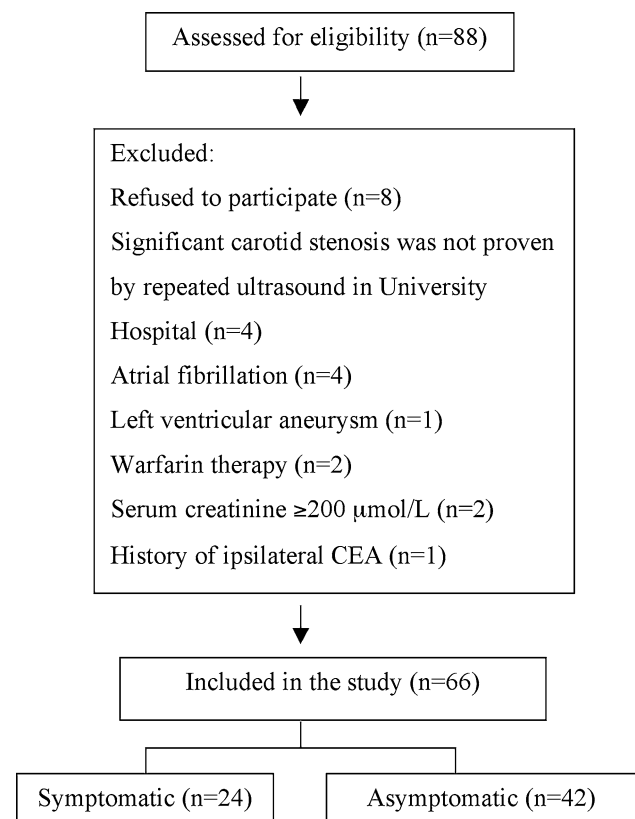 Assessed for eligibility (n=88)
Excluded:
Refused to participate (n=8)
Significant carotid stenosis was not proven
by repeated ultrasound in University
Hospital (n=4)
Atrial fibrillation (n=4)
Left ventricular aneurysm (n=1)
Warfarin therapy (n=2)
Serum creatinine ≥200 μmol/L (n=2)
History of ipsilateral CEA (n=1)
Included in the study (n=66)
Symptomatic (n=24)
Asymptomatic (n=42)